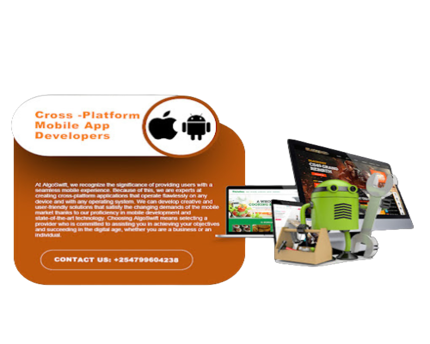 Cross -Platform
Mobile App
Developers
At AlgoSwift, we recognize the significance of providing users with a
seamless mobile experience. Because of this, we are experts at
creating cross-platform applications that operate flawlessly on any
device and with any operating system. We can develop creative and
user-friendly solutions that satisfy the changing demands of the mobile
market thanks to our proficiency in mobile development and
state-of-the-art technology. Choosing AlgoSwift means selecting a
provider who is committed to assisting you in achieving your objectives
and succeeding in the digital age, whether you are a business or an
individual.
CONTACT US: +254799604238